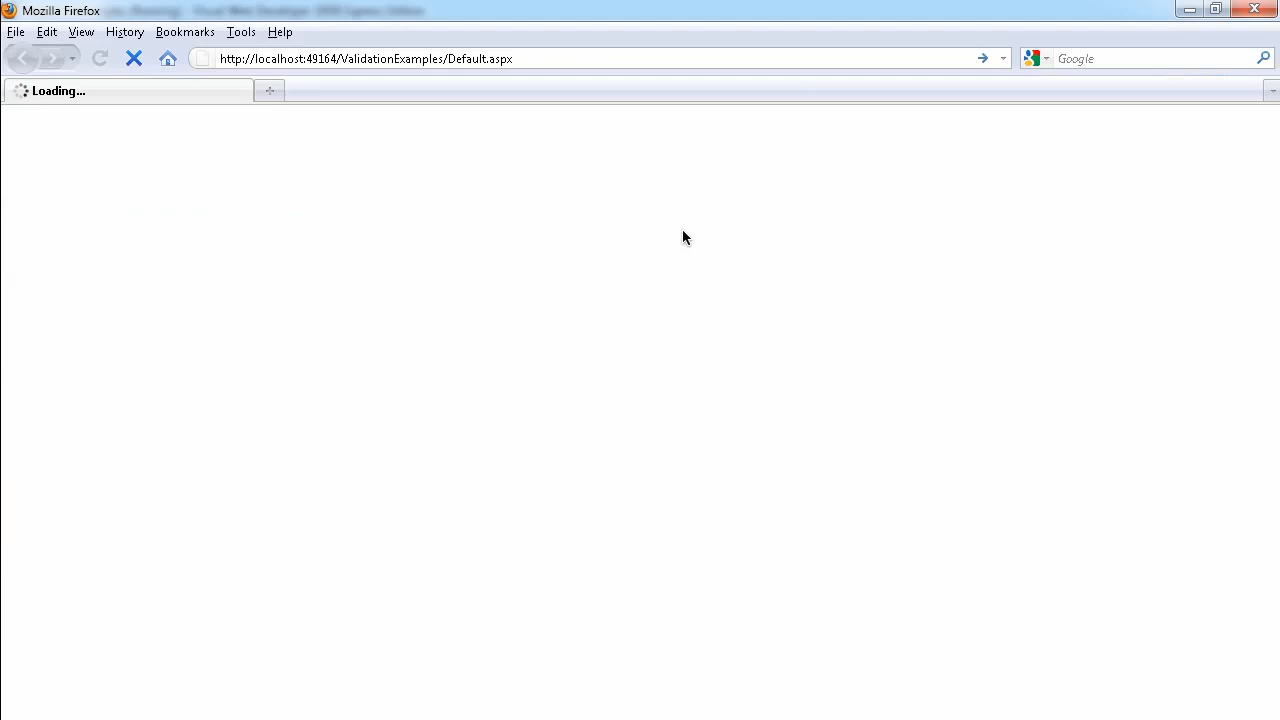 Mozilla Firefox
File Edit View History Bookmarks Tools Help
http://localhost:49164/ValidationExamples/Default.aspx
Google
Loading...